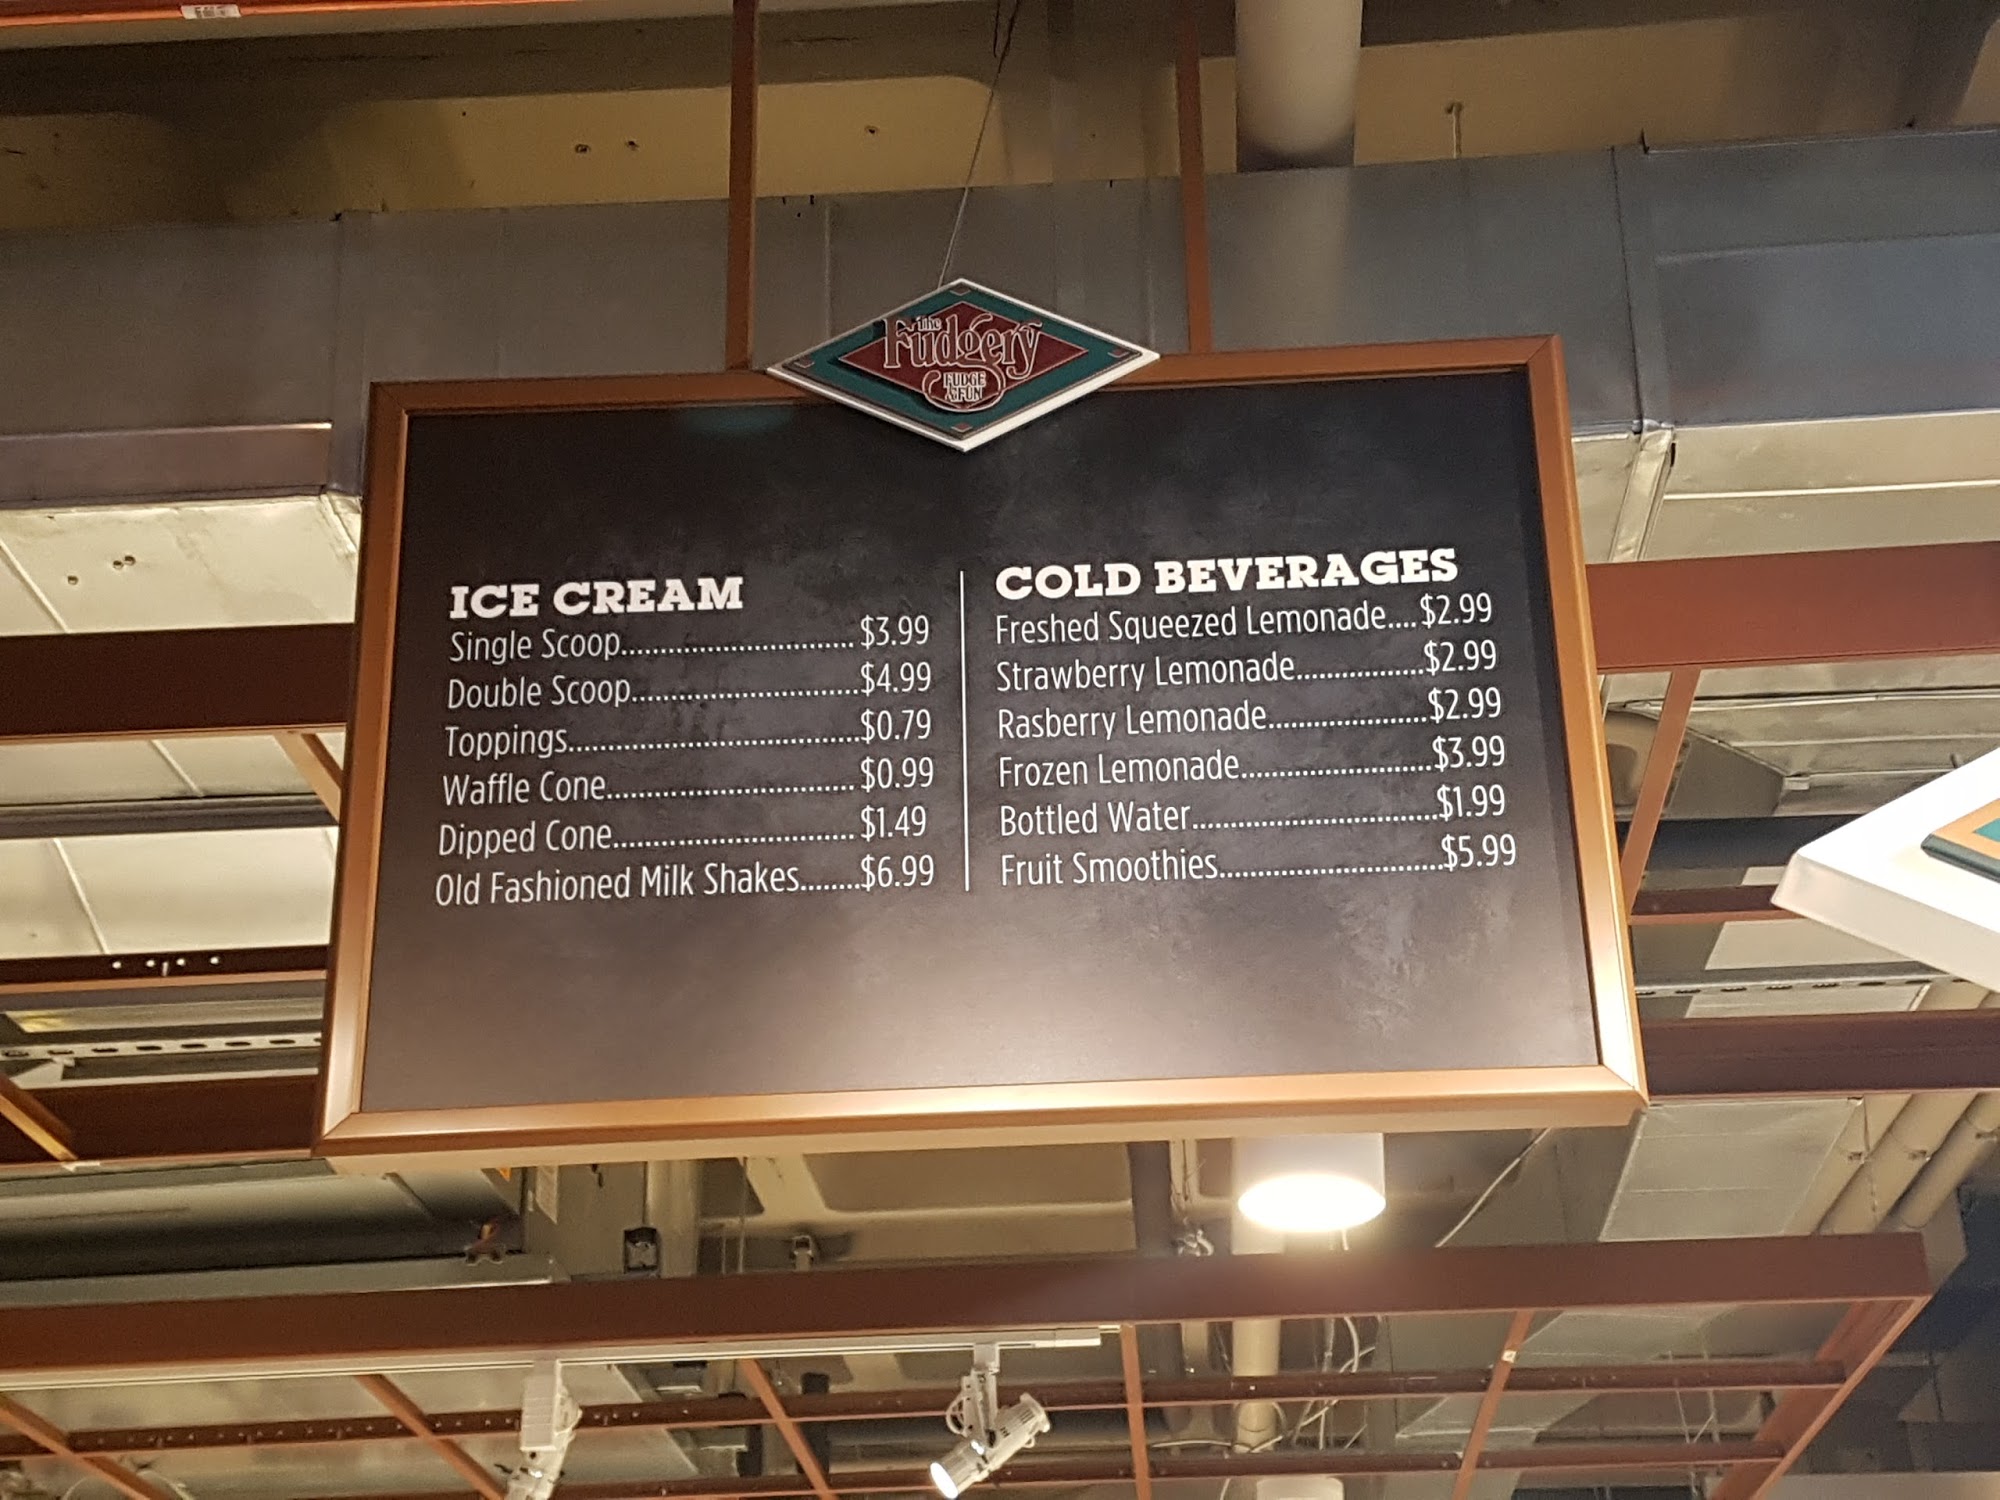 The
Fudgery
FUDGE
& FUN
ICE CREAM
Single Scoop............................ $3.99
Double Scoop...........................$4.99
Toppings...................................$0.79
Waffle Cone.............................. $0.99
Dipped Cone............................. $1.49
Old Fashioned Milk Shakes........$6.99
COLD BEVERAGES
Freshed Squeezed Lemonade....$2.99
Strawberry Lemonade.................$2.99
Rasberry Lemonade.....................$2.99
Frozen Lemonade.........................$3.99
Bottled Water................................$1.99
Fruit Smoothies.............................$5.99